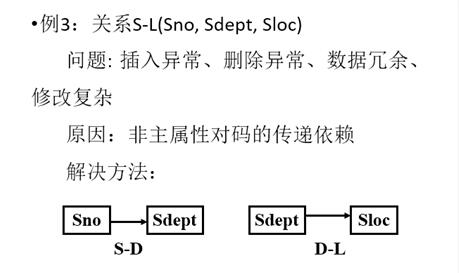 •例3：关系S-L(Sno, Sdept, Sloc)
问题: 插入异常、删除异常、数据冗余、
修改复杂
原因：非主属性对码的传递依赖
解决方法：
Sno Sdept Sdept Sloc
S-D D-L